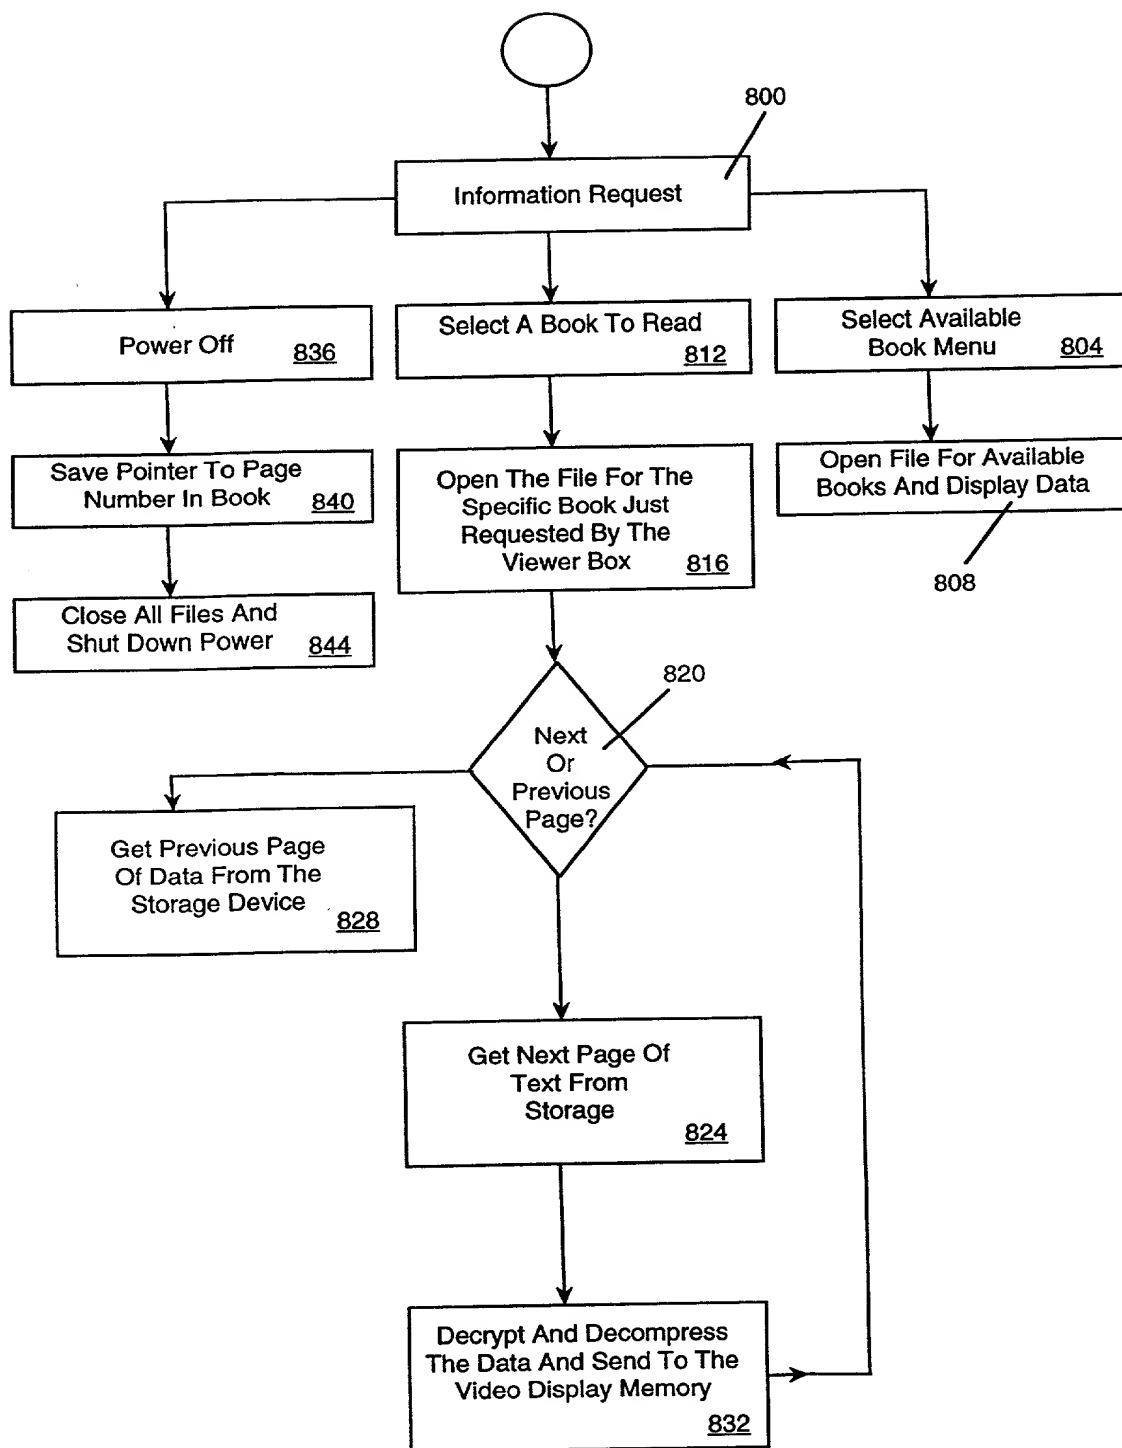 800
Information Request
Power Off
836
Select A Book To Read
812
Select Available
Book Menu
804
Save Pointer To Page
Number In Book
840
Open The File For The
Specific Book Just
Requested By The
Viewer Box
816
Open File For Available
Books And Display Data
808
Close All Files And
Shut Down Power
844
820
Next
Or
Previous
Page?
Get Previous Page
Of Data From The
Storage Device
828
Get Next Page Of
Text From
Storage
824
Decrypt And Decompress
The Data And Send To The
Video Display Memory
832